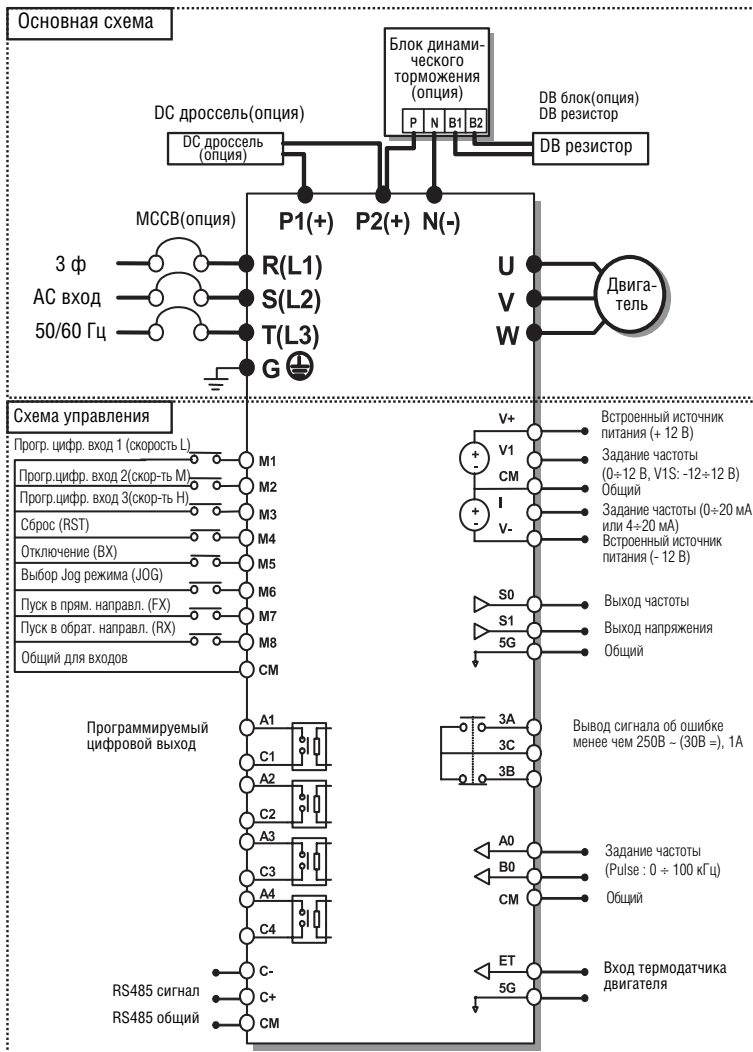 Основная схема
Блок динами-
ческого
торможения
(опция)
P N B1 B2
DC дроссель(опция)
DC дроссель
(опция)
DB блок(опция)
DB резистор
DB резистор
P1(+) P2(+) N(-)
MCCB(опция)
3 ф
АС вход
50/60 Гц
R(L1)
S(L2)
T(L3)
G
U
V
W
Двига-
тель
Схема управления
Прогр. цифр. вход 1 (скорость L)
M1
Прогр.цифр. вход 2(скор-ть M)
M2
Прогр.цифр. вход 3(скор-ть H)
M3
Сброс (RST)
M4
Отключение (BX)
M5
Выбор Jog режима (JOG)
M6
Пуск в прям. направл. (FX)
M7
Пуск в обрат. направл. (RX)
M8
Общий для входов
CM
V+
Встроенный источник
питания (+ 12 В)
V1
Задание частоты
(0÷12 В, V1S: -12÷12 В)
CM
Общий
I
Задание частоты (0÷20 мА
или 4÷20 мА)
V-
Встроенный источник
питания (- 12 В)
S0
Выход частоты
S1
Выход напряжения
5G
Общий
Программируемый
цифровой выход
A1
C1
A2
C2
A3
C3
A4
C4
3A
3C
3B
Вывод сигнала об ошибке
менее чем 250В ~ (30В =), 1А
A0
B0
Задание частоты
(Pulse : 0 ÷ 100 кГц)
CM
Общий
ET
5G
Вход термодатчика
двигателя
C-
RS485 сигнал
C+
RS485 общий
CM